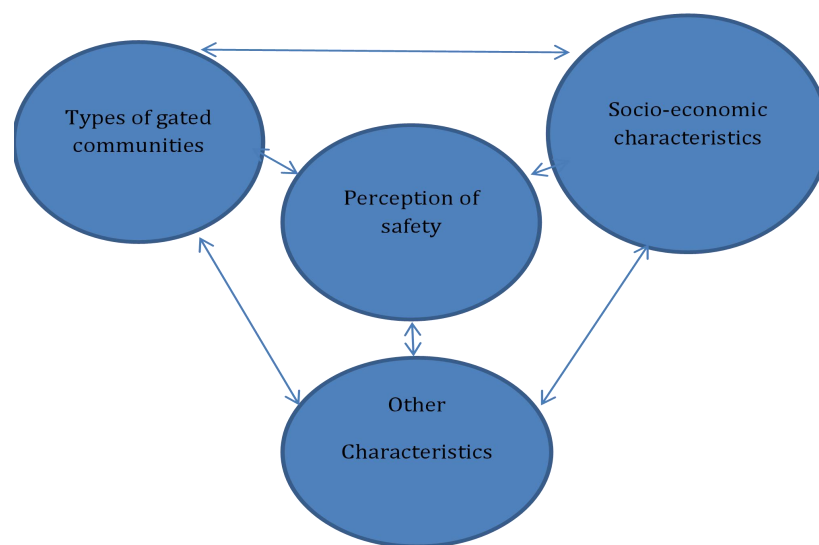 Types of gated
communities
Socio-economic
characteristics
Perception of
safety
Other
Characteristics